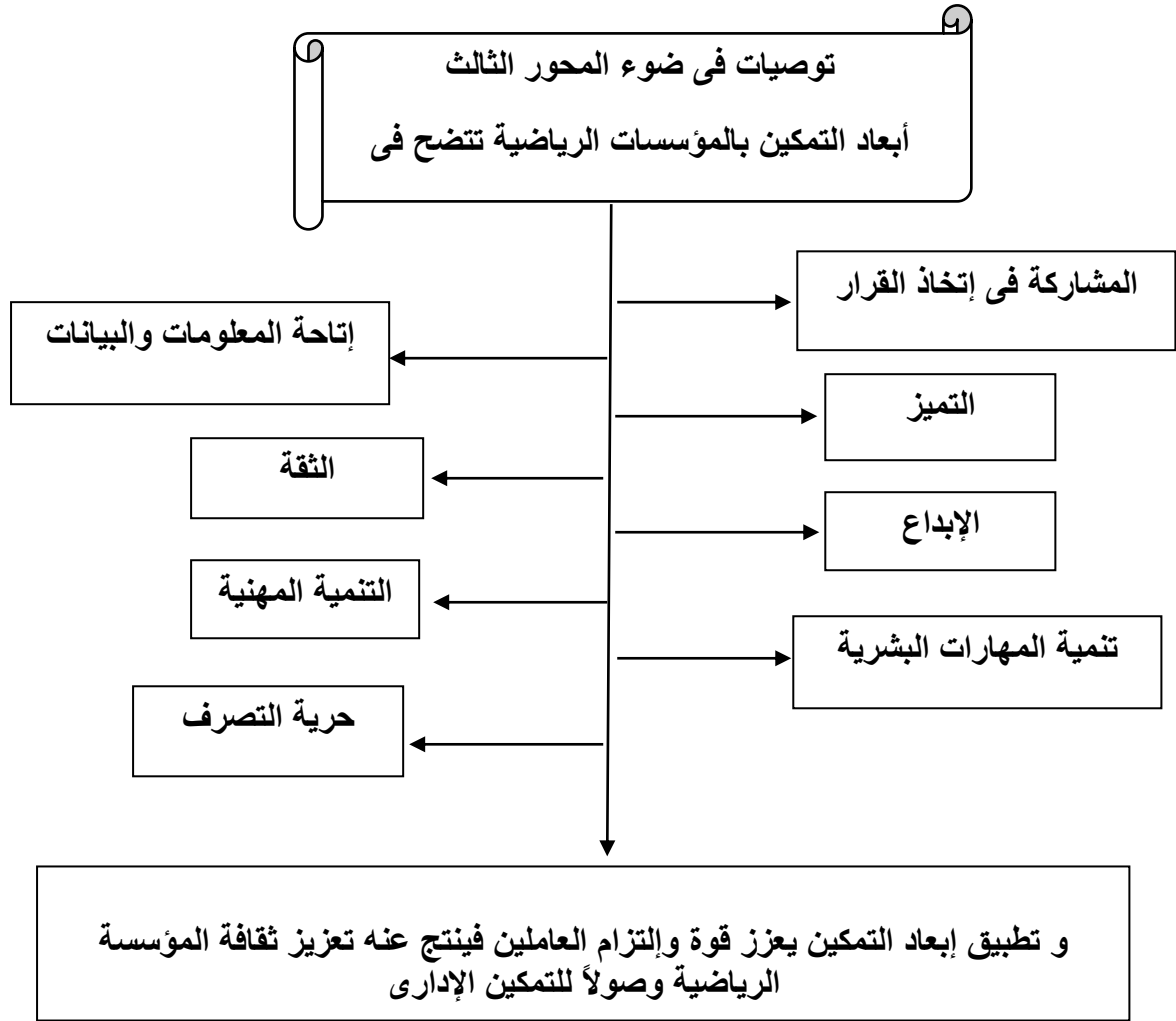 توصيات فى ضوء المحور الثالث
أبعاد التمكين بالمؤسسات الرياضية تتضح فى
المشاركة فى إتخاذ القرار
إتاحة المعلومات والبيانات
التميز
الثقة
الإبداع
التنمية المهنية
تنمية المهارات البشرية
حرية التصرف
و تطبيق إبعاد التمكين يعزز قوة وإلتزام العاملين فينتج عنه تعزيز ثقافة المؤسسة
الرياضية وصولاً للتمكين الإدارى